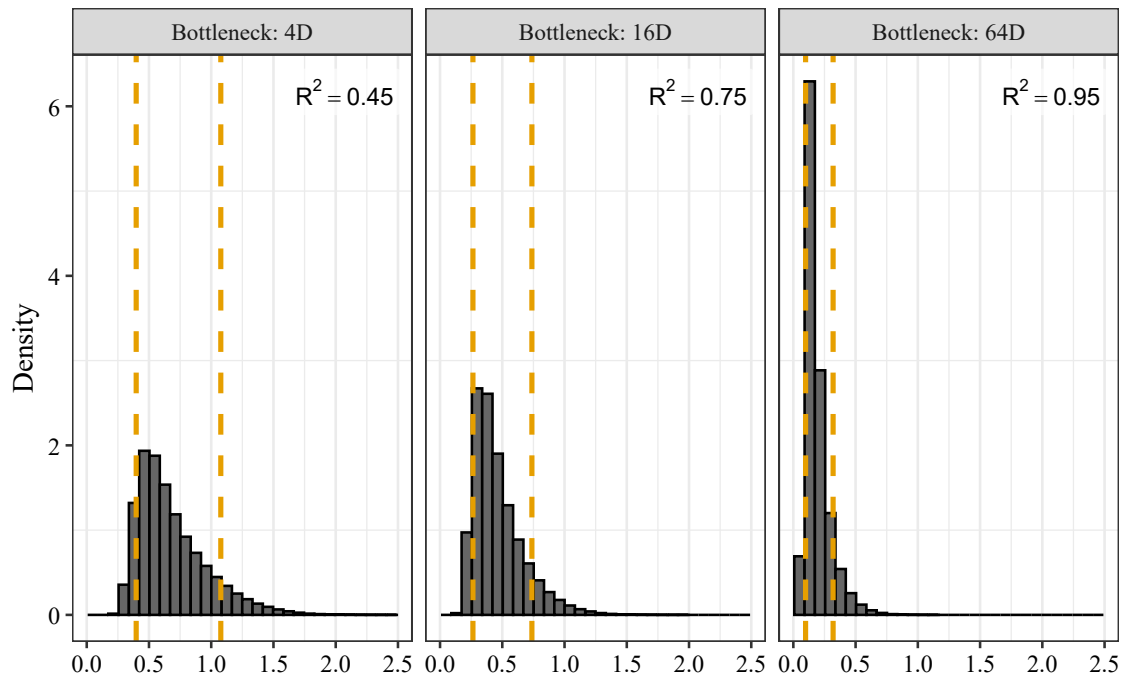 Bottleneck: 4D
Bottleneck: 16D
Bottleneck: 64D
R² = 0.45
R² = 0.75
R² = 0.95
Density
6
4
2
0
0.0 0.5 1.0 1.5 2.0 2.5
0.0 0.5 1.0 1.5 2.0 2.5
0.0 0.5 1.0 1.5 2.0 2.5